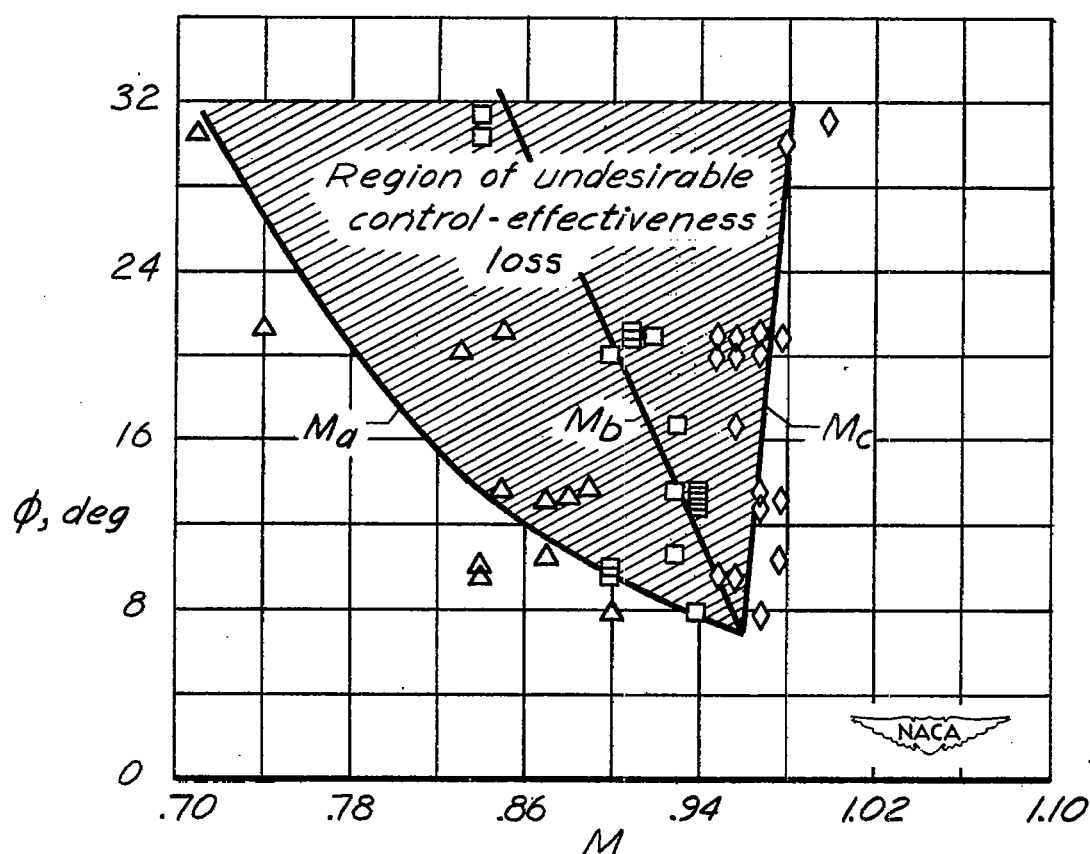 32
24
16
8
0
φ, deg
Region of undesirable
control-effectiveness
loss
Ma
Mb
Mc
NACA
.70 .78 .86 .94 1.02 1.10
M